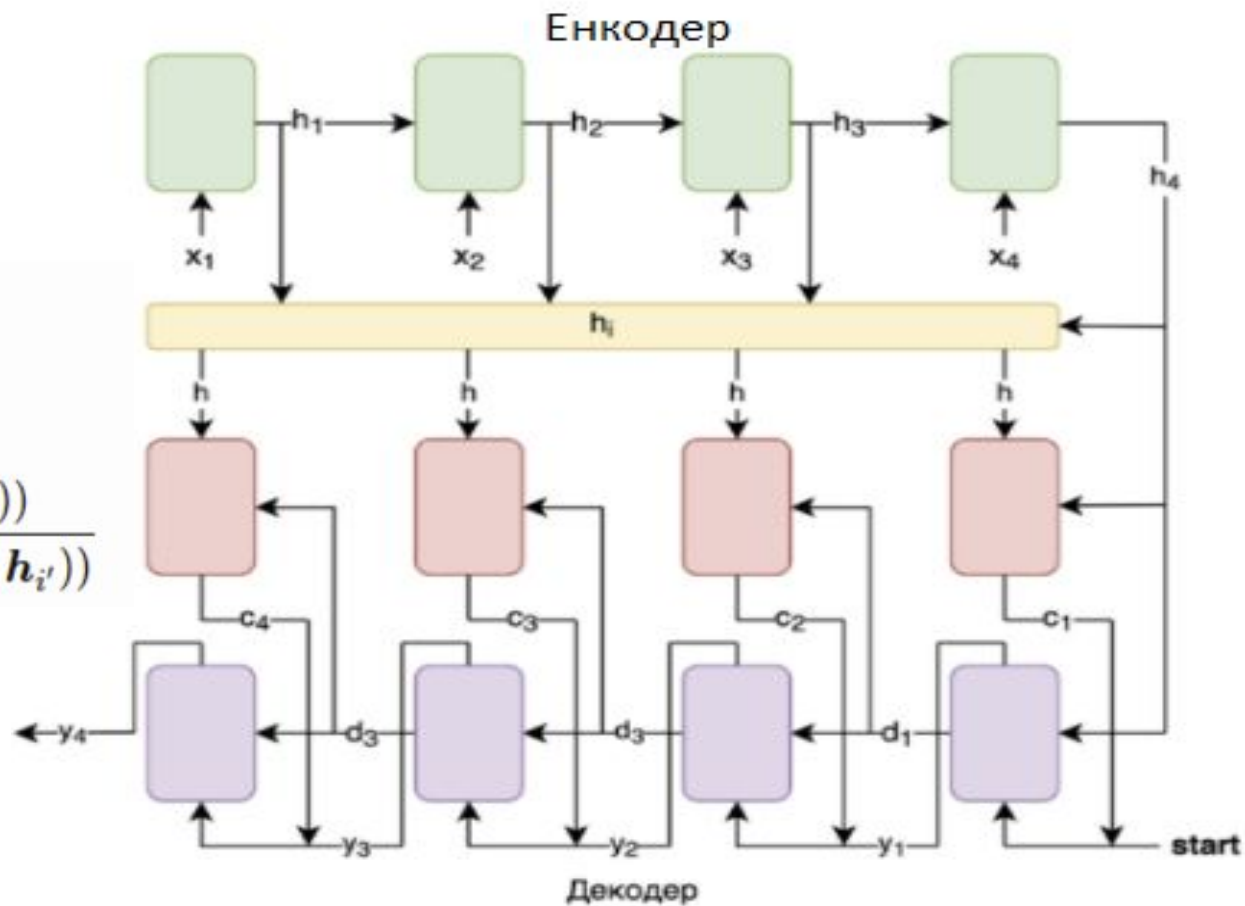 Енкодер
h₁ h₂ h₃
h₄
x₁ x₂ x₃ x₄
hᵢ
h h h h
))
hᵢ′))
c₄ c₃ c₂ c₁
y₄ d₃ d₃ d₁
y₃ y₂ y₁ start
Декодер